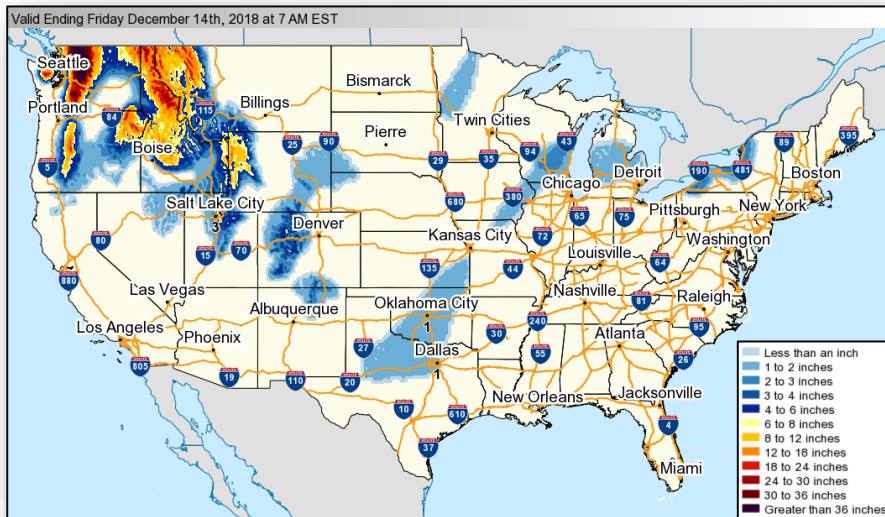 Valid Ending Friday December 14th, 2018 at 7 AM EST
Seattle
Portland
84
115
Billings
Bismarck
Boise
5
25
90
Pierre
Twin Cities
29
35
94
43
89
395
190
481
Boston
Detroit
Chicago
380
680
Salt Lake City
3
80
15
70
Denver
Kansas City
72
65
75
Pittsburgh
New York
Washington
880
135
44
Louisville
64
Las Vegas
Albuquerque
Oklahoma City
1
Nashville
81
Raleigh
Los Angeles
Phoenix
27
30
240
95
Atlanta
805
19
110
20
Dallas
1
55
26
10
610
New Orleans
Jacksonville
37
4
Miami
Less than an inch
1 to 2 inches
2 to 3 inches
3 to 4 inches
4 to 6 inches
6 to 8 inches
8 to 12 inches
12 to 18 inches
18 to 24 inches
24 to 30 inches
30 to 36 inches
Greater than 36 inches